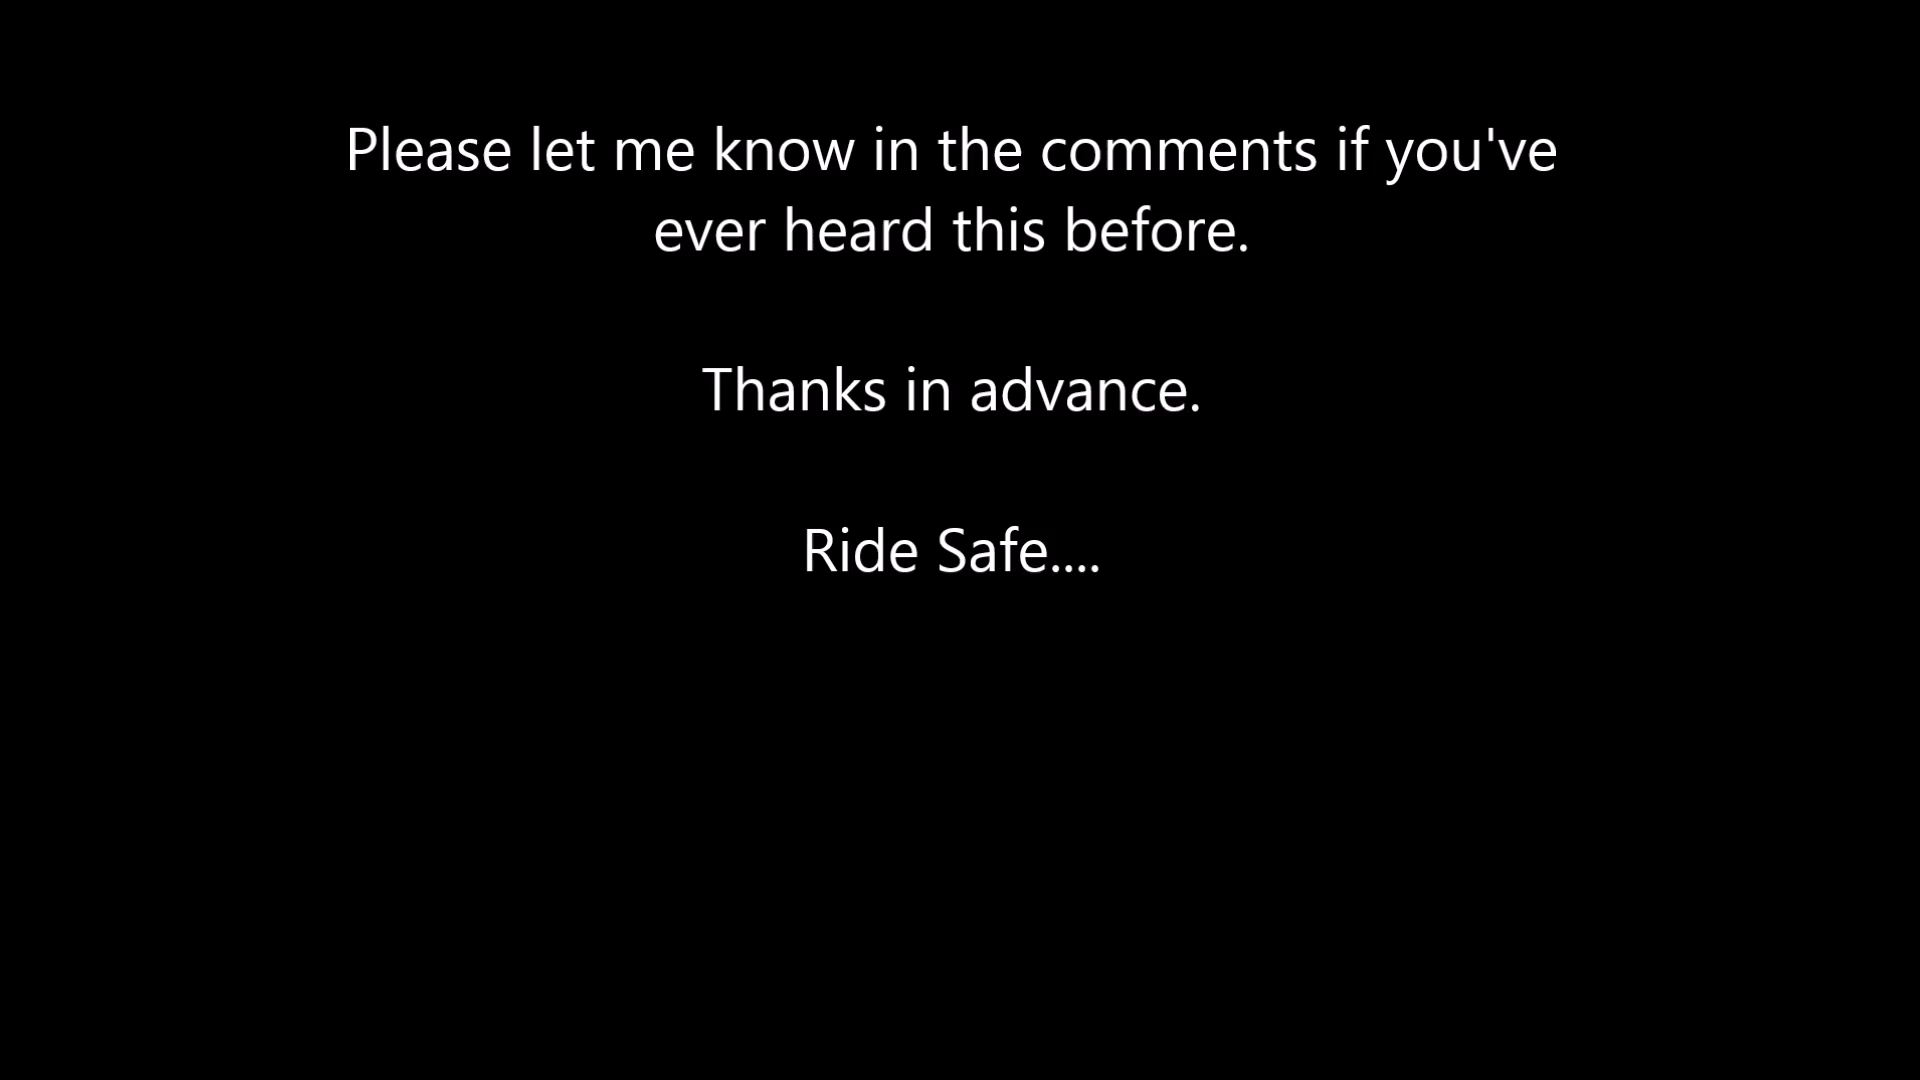 Please let me know in the comments if you've
ever heard this before.
Thanks in advance.
Ride Safe....